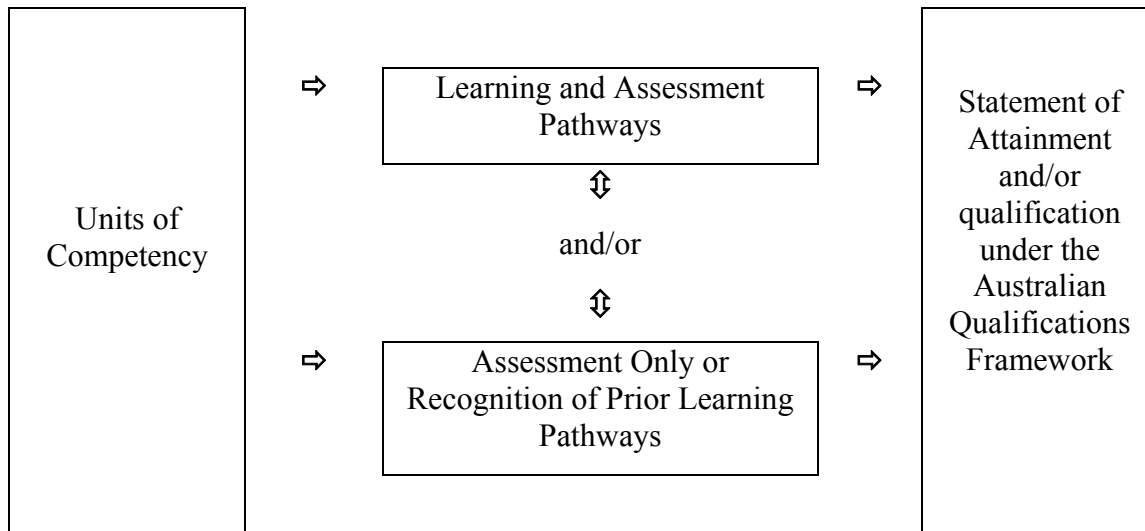 Units of
Competency
⇨
Learning and Assessment
Pathways
⇨
⇳
and/or
⇳
⇨
Assessment Only or
Recognition of Prior Learning
Pathways
⇨
Statement of
Attainment
and/or
qualification
under the
Australian
Qualifications
Framework